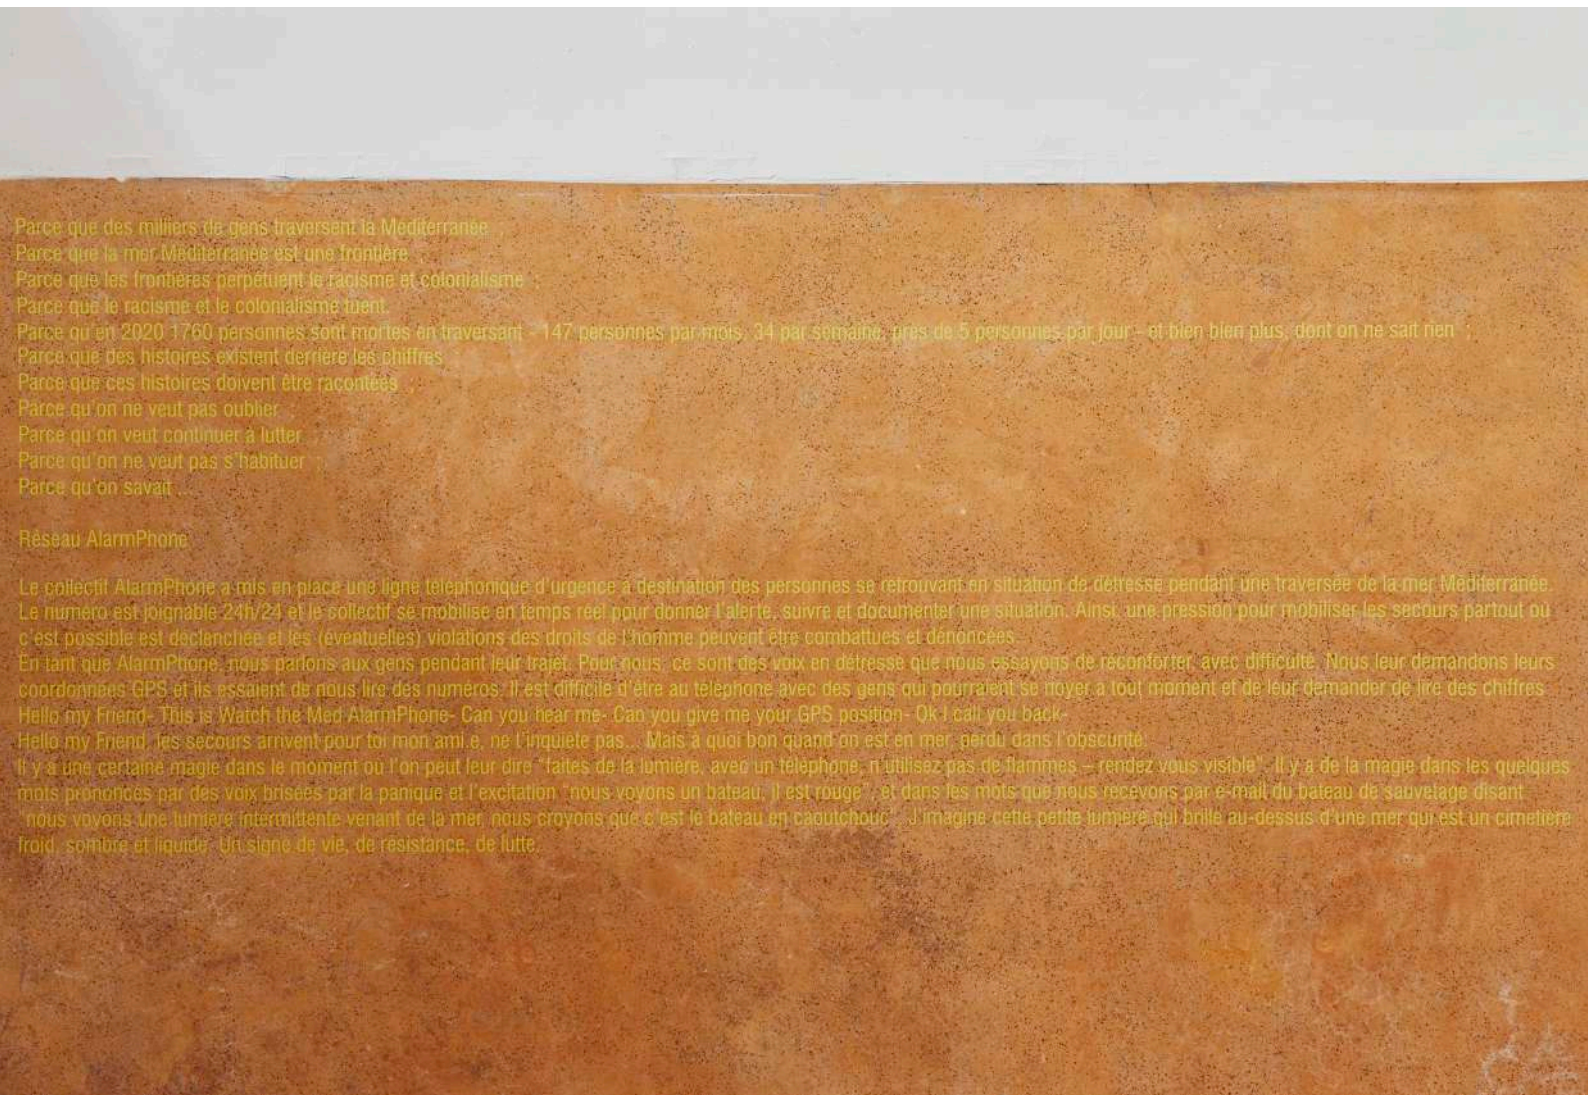 Parce que des milliers de gens traversent la Méditerranée
Parce que la mer Méditerranée est une frontière ;
Parce que les frontières perpétuent le racisme et colonialisme ;
Parce que le racisme et le colonialisme tuent.
Parce qu'en 2020 1760 personnes sont mortes en traversant - 147 personnes par mois, 34 par semaine, près de 5 personnes par jour - et bien bien plus, dont on ne sait rien ;
Parce que des histoires existent derrière les chiffres
Parce que ces histoires doivent être racontées ;
Parce qu'on ne veut pas oublier ;
Parce qu'on veut continuer à lutter ;
Parce qu'on ne veut pas s'habituer ;
Parce qu'on savait ...
Réseau AlarmPhone
Le collectif AlarmPhone a mis en place une ligne téléphonique d'urgence à destination des personnes se retrouvant en situation de détresse pendant une traversée de la mer Méditerranée.
Le numéro est joignable 24h/24 et le collectif se mobilise en temps réel pour donner l'alerte, suivre et documenter une situation. Ainsi, une pression pour mobiliser les secours partout où
c'est possible est déclenchée et les (éventuelles) violations des droits de l'homme peuvent être combattues et dénoncées.
En tant que AlarmPhone, nous parlons aux gens pendant leur trajet. Pour nous, ce sont des voix en détresse que nous essayons de réconforter, avec difficulté. Nous leur demandons leurs
coordonnées GPS et ils essaient de nous lire des numéros. Il est difficile d'être au téléphone avec des gens qui pourraient se noyer à tout moment et de leur demander de lire des chiffres.
Hello my Friend- This is Watch the Med AlarmPhone- Can you hear me- Can you give me your GPS position- Ok I call you back-
Hello my Friend, les secours arrivent pour toi mon ami.e, ne t'inquiète pas... Mais à quoi bon quand on est en mer, perdu dans l'obscurité.
Il y a une certaine magie dans le moment où l'on peut leur dire "faites de la lumière, avec un téléphone, n'utilisez pas de flammes – rendez vous visible". Il y a de la magie dans les quelques
mots prononcés par des voix brisées par la panique et l'excitation "nous voyons un bateau, il est rouge", et dans les mots que nous recevons par e-mail du bateau de sauvetage disant
"nous voyons une lumière intermittente venant de la mer, nous croyons que c'est le bateau en caoutchouc". J'imagine cette petite lumière qui brille au-dessus d'une mer qui est un cimetière
froid, sombre et liquide. Un signe de vie, de résistance, de lutte.